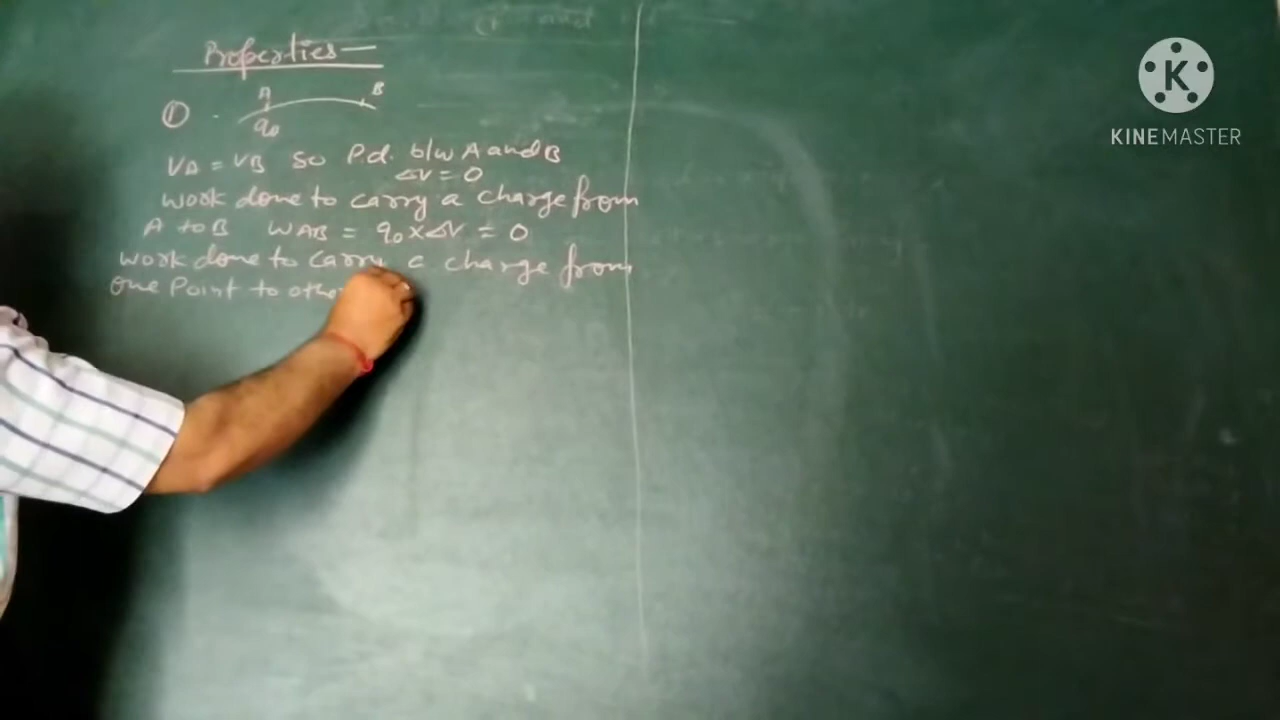 Properties —
① . A B
q₀
VA = VB so P.d. b/w A and B
ΔV = 0
work done to carry a charge from
A to B WAB = q₀ × ΔV = 0
work done to carry a charge from
one Point to othe
K
KINEMASTER